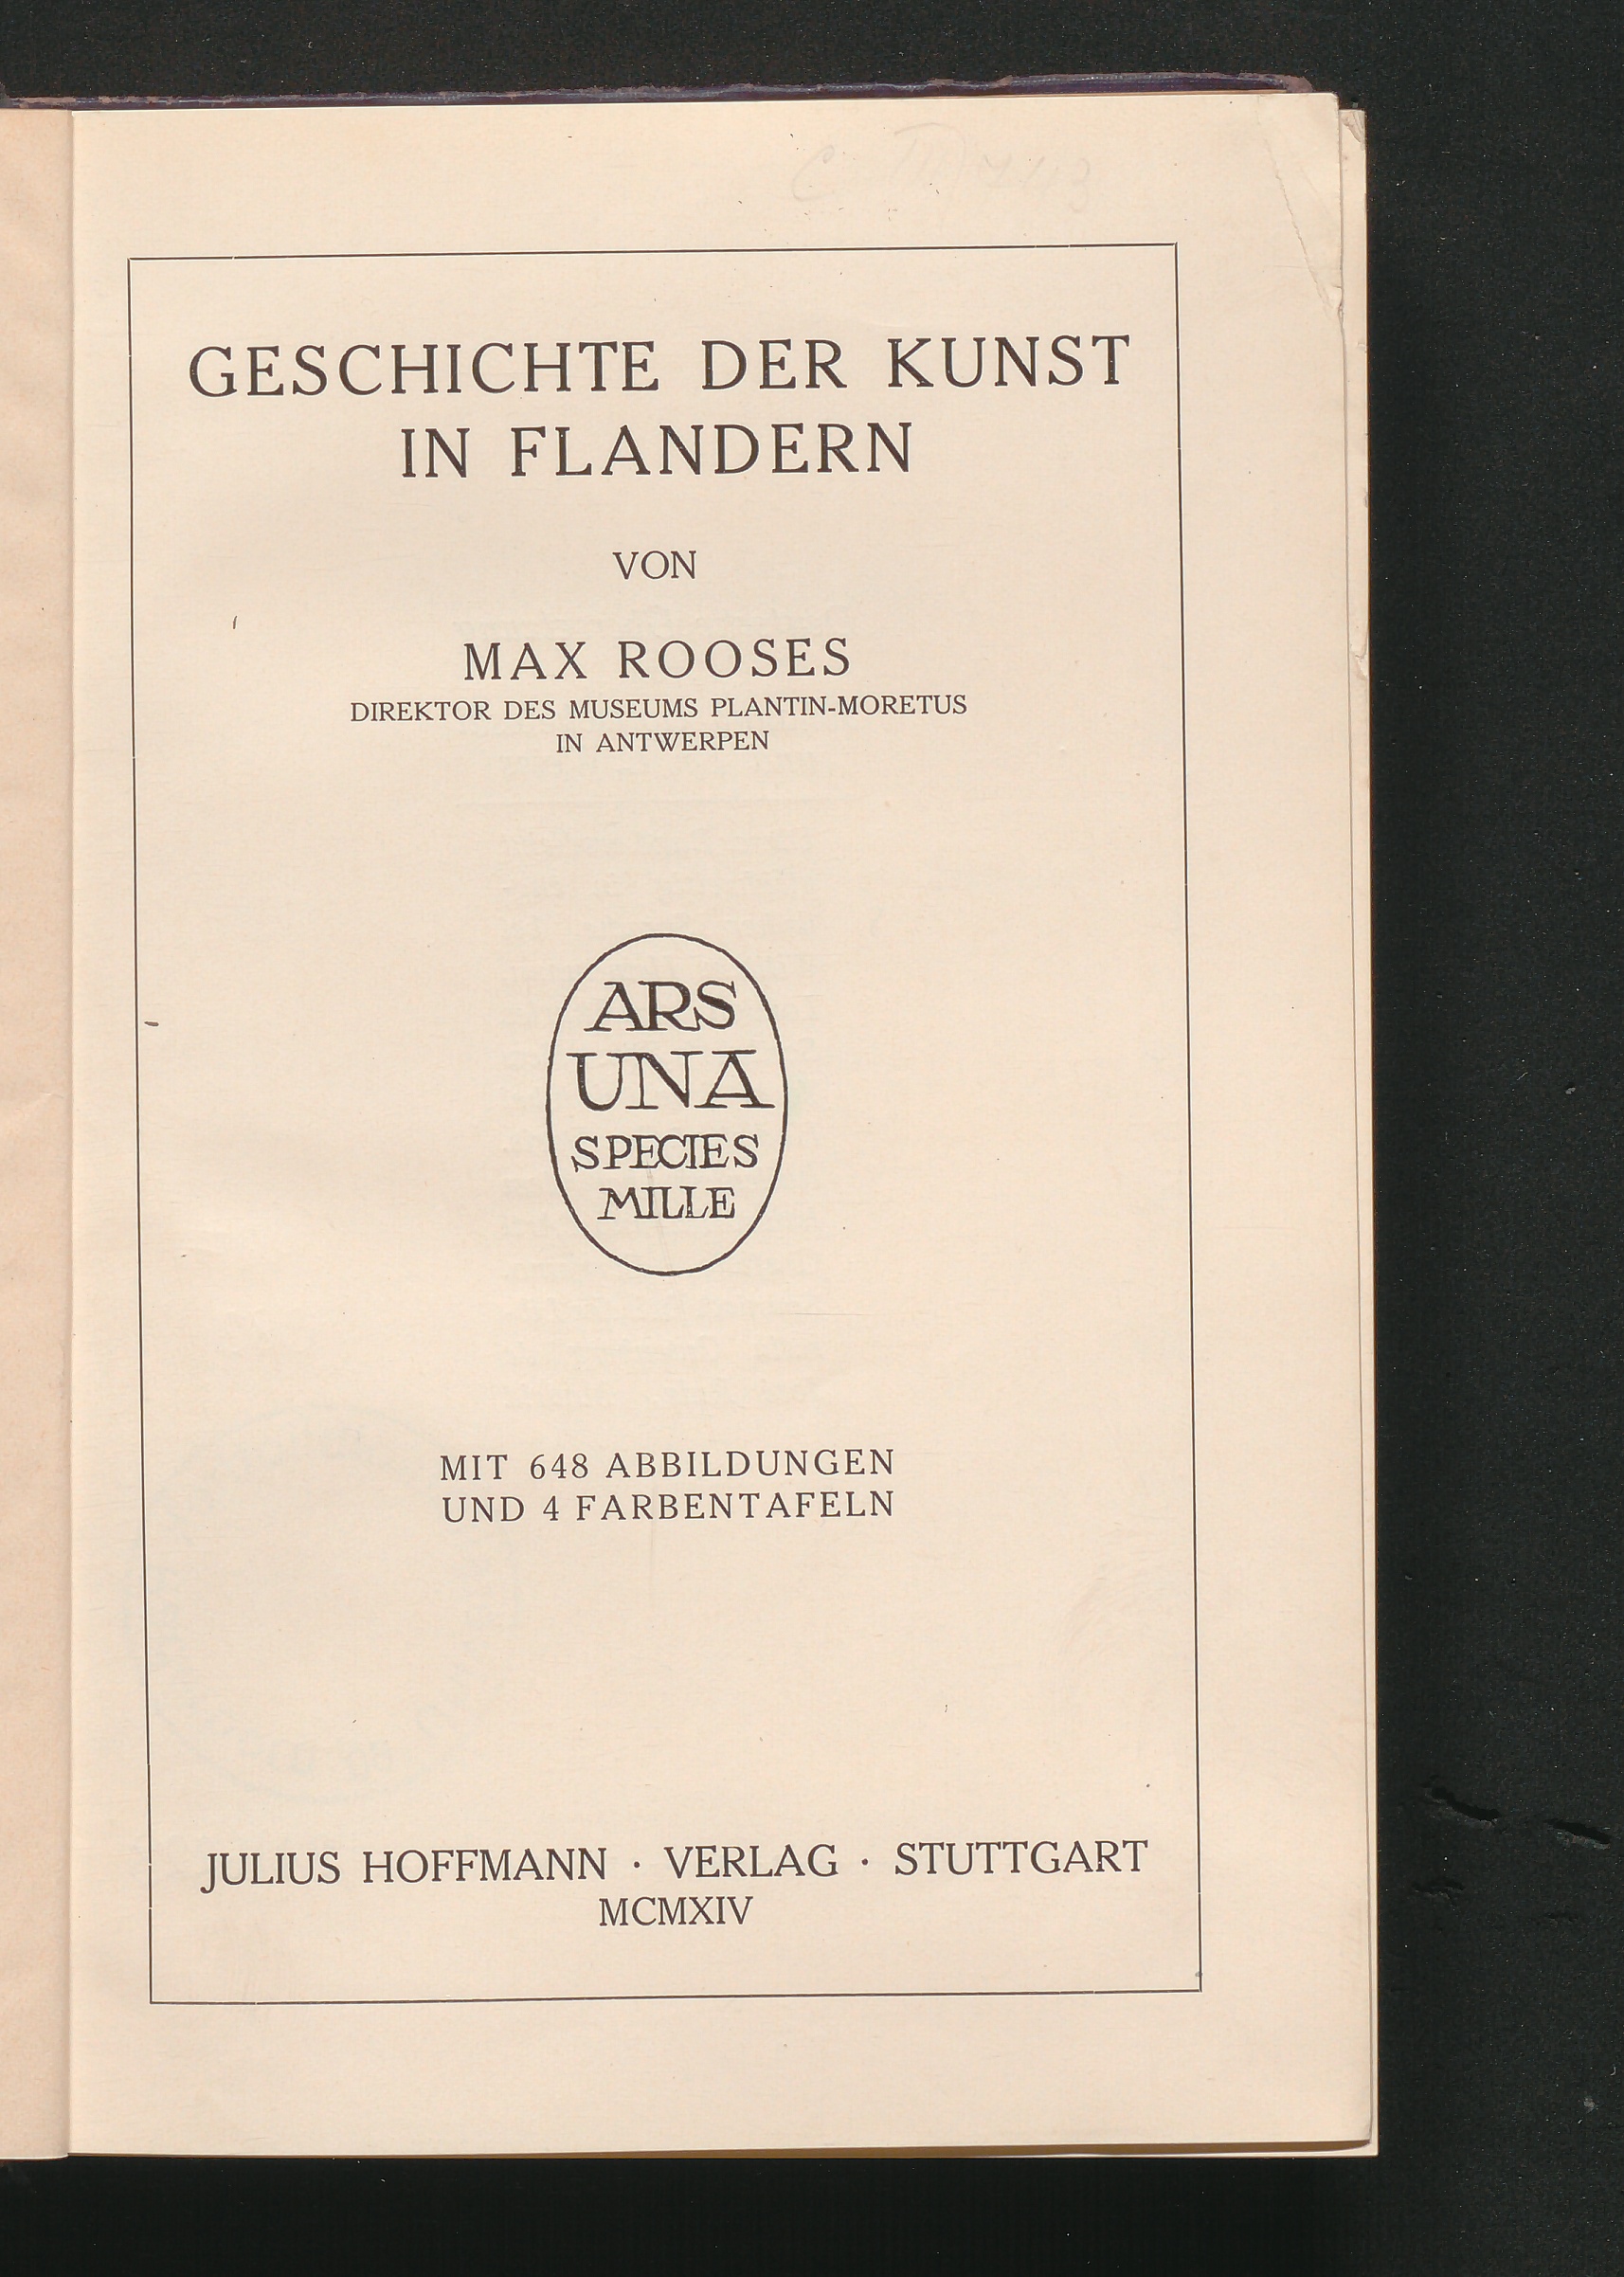 GESCHICHTE DER KUNST
IN FLANDERN
VON
MAX ROOSES
DIREKTOR DES MUSEUMS PLANTIN-MORETUS
IN ANTWERPEN
ARS
UNA
SPECIES
MILLE
MIT 648 ABBILDUNGEN
UND 4 FARBENTAFELN
JULIUS HOFFMANN · VERLAG · STUTTGART
MCMXIV